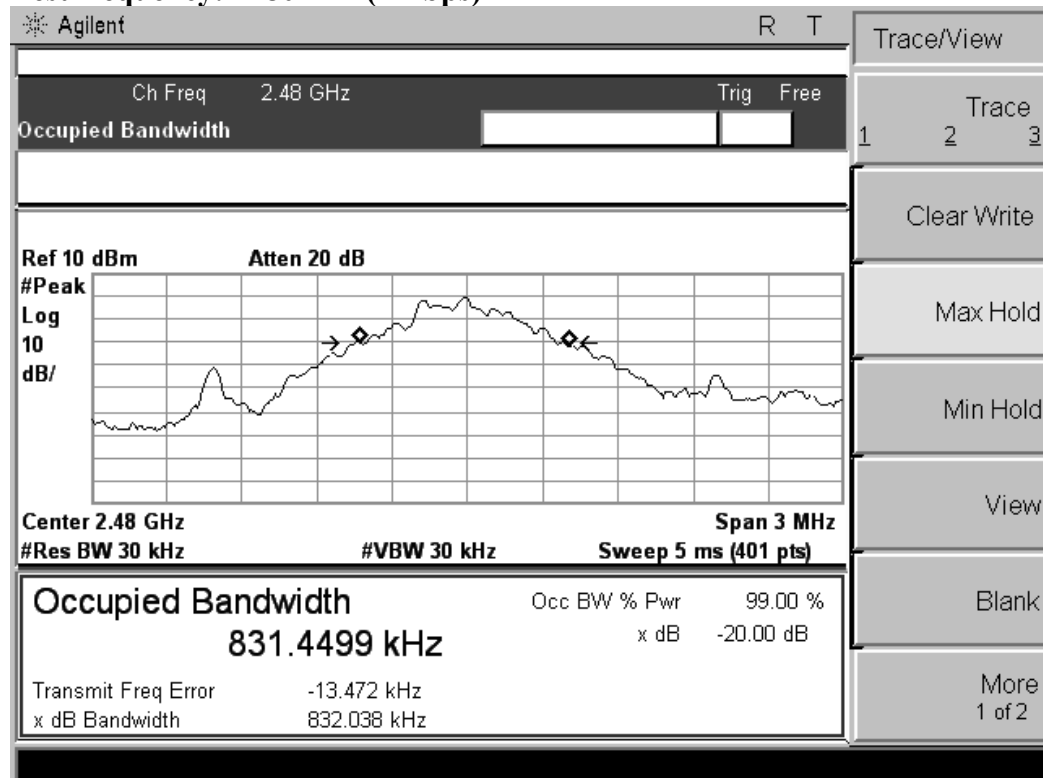 Agilent R T
Trace/View
Ch Freq 2.48 GHz Trig Free
Occupied Bandwidth
Trace
1 2 3
Clear Write
Ref 10 dBm Atten 20 dB
#Peak
Log
10
dB/
Max Hold
Min Hold
View
Center 2.48 GHz Span 3 MHz
#Res BW 30 kHz #VBW 30 kHz Sweep 5 ms (401 pts)
Occupied Bandwidth
831.4499 kHz
Occ BW % Pwr 99.00 %
x dB -20.00 dB
Transmit Freq Error -13.472 kHz
x dB Bandwidth 832.038 kHz
Blank
More
1 of 2